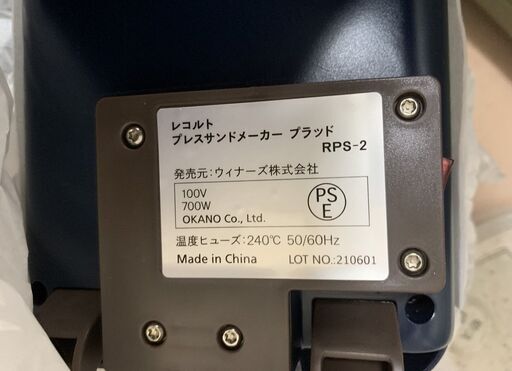 レコルト
プレスサンドメーカー プラッド
RPS-2
発売元:ウィナーズ株式会社
100V
700W
OKANO Co., Ltd.
PS
E
温度ヒューズ:240℃ 50/60Hz
Made in China LOT NO.:210601